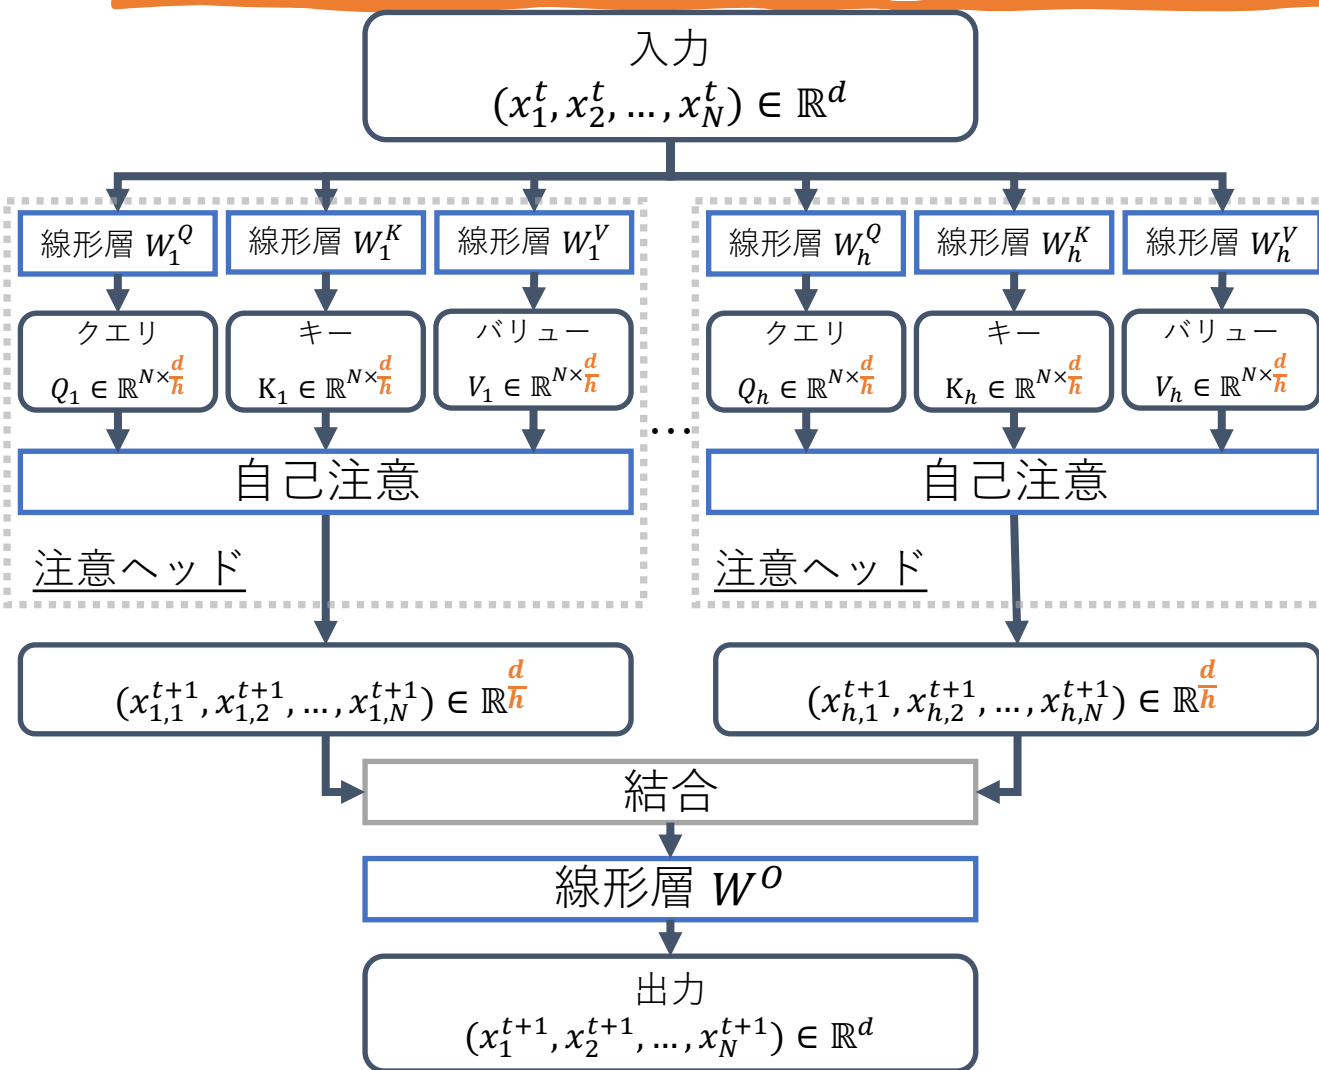 入力
(x_1^t, x_2^t, ..., x_N^t) ∈ ℝ^d
線形層 W_1^Q
線形層 W_1^K
線形層 W_1^V
線形層 W_h^Q
線形層 W_h^K
線形層 W_h^V
クエリ
Q_1 ∈ ℝ^{N×d/h}
キー
K_1 ∈ ℝ^{N×d/h}
バリュー
V_1 ∈ ℝ^{N×d/h}
クエリ
Q_h ∈ ℝ^{N×d/h}
キー
K_h ∈ ℝ^{N×d/h}
バリュー
V_h ∈ ℝ^{N×d/h}
...
自己注意
自己注意
注意ヘッド
注意ヘッド
(x_{1,1}^{t+1}, x_{1,2}^{t+1}, ..., x_{1,N}^{t+1}) ∈ ℝ^{d/h}
(x_{h,1}^{t+1}, x_{h,2}^{t+1}, ..., x_{h,N}^{t+1}) ∈ ℝ^{d/h}
結合
線形層 W^O
出力
(x_1^{t+1}, x_2^{t+1}, ..., x_N^{t+1}) ∈ ℝ^d